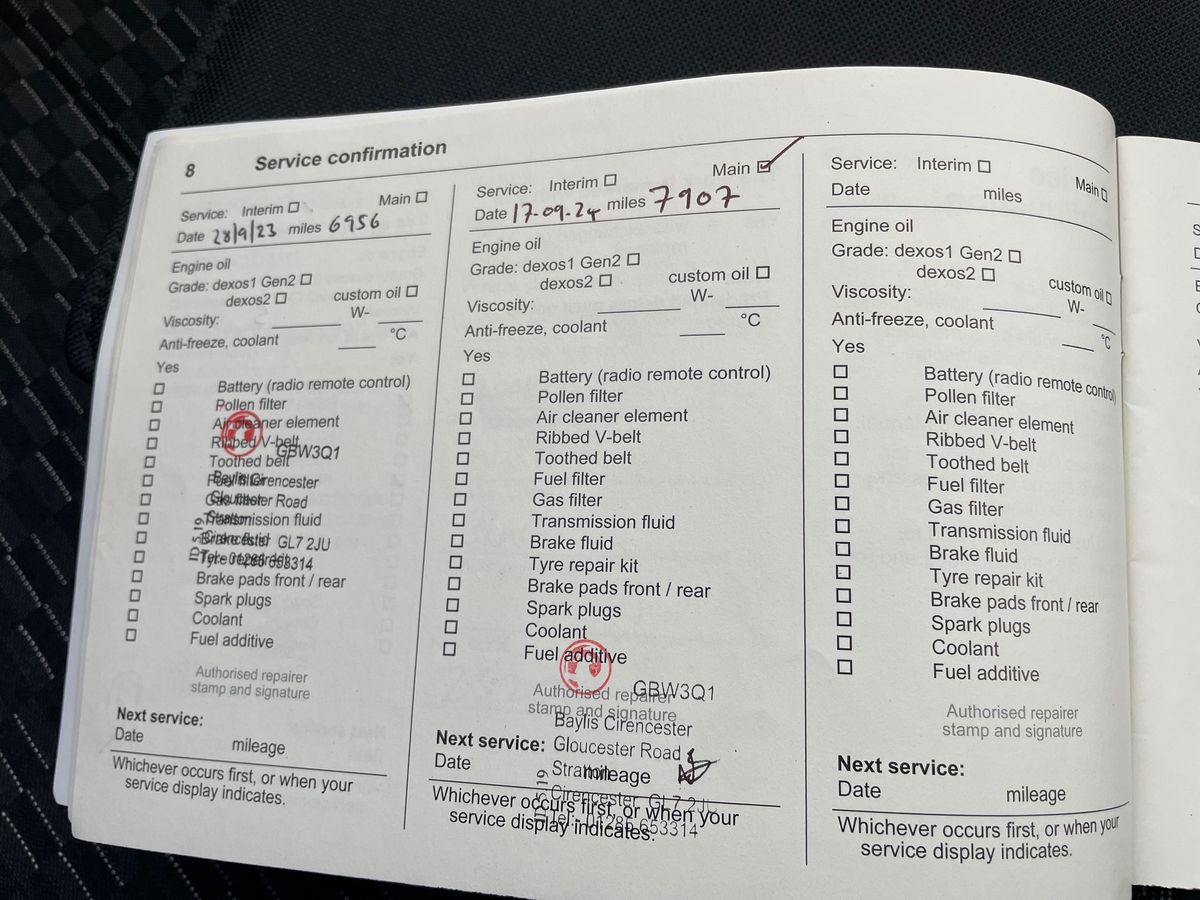 8 Service confirmation
Service: Interim Main
Date 28/9/23 miles 6956
Engine oil
Grade: dexos1 Gen2
dexos2 custom oil
Viscosity: W-
Anti-freeze, coolant °C
Yes
Battery (radio remote control)
Pollen filter
Air cleaner element
Ribbed V-belt
GBW3Q1
Toothed belt
Fuel filter
Baylis Cirencester
Gas filter
Gloucester Road
Transmission fluid
Stratton
Brake fluid
Cirencester GL7 2JU
Tyre repair kit
Tel: 01285 653314
Brake pads front / rear
Spark plugs
Coolant
Fuel additive
Authorised repairer
stamp and signature
Next service:
Date mileage
Whichever occurs first, or when your
service display indicates.
Service: Interim Main
Date 17-09-24 miles 7907
Engine oil
Grade: dexos1 Gen2
dexos2 custom oil
Viscosity: W-
Anti-freeze, coolant °C
Yes
Battery (radio remote control)
Pollen filter
Air cleaner element
Ribbed V-belt
Toothed belt
Fuel filter
Gas filter
Transmission fluid
Brake fluid
Tyre repair kit
Brake pads front / rear
Spark plugs
Coolant
Fuel additive
Authorised repairer
GBW3Q1
stamp and signature
Baylis Cirencester
Next service:
Gloucester Road
Date mileage
Stratton
Cirencester GL7 2JU
Whichever occurs first, or when your
Tel: 01285 653314
service display indicates.
Service: Interim Main
Date miles
Engine oil
Grade: dexos1 Gen2
dexos2 custom oil
Viscosity: W-
Anti-freeze, coolant °C
Yes
Battery (radio remote control)
Pollen filter
Air cleaner element
Ribbed V-belt
Toothed belt
Fuel filter
Gas filter
Transmission fluid
Brake fluid
Tyre repair kit
Brake pads front / rear
Spark plugs
Coolant
Fuel additive
Authorised repairer
stamp and signature
Next service:
Date mileage
Whichever occurs first, or when your
service display indicates.